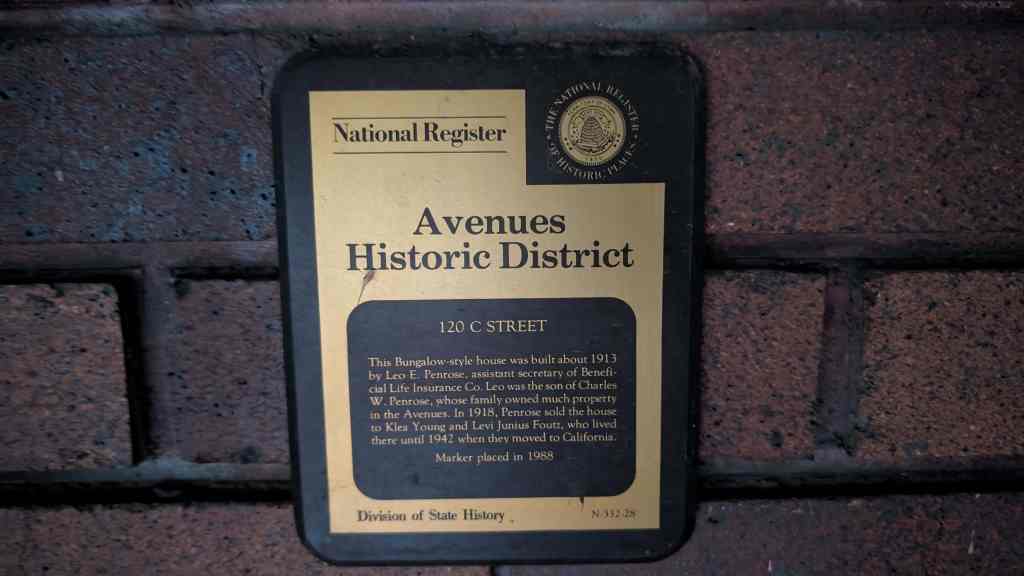 National Register
THE NATIONAL REGISTER
OF HISTORIC PLACES
Avenues
Historic District
120 C STREET
This Bungalow-style house was built about 1913
by Leo E. Penrose, assistant secretary of Benefi-
cial Life Insurance Co. Leo was the son of Charles
W. Penrose, whose family owned much property
in the Avenues. In 1918, Penrose sold the house
to Klea Young and Levi Junius Foutz, who lived
there until 1942 when they moved to California.
Marker placed in 1988
Division of State History
N-332-28